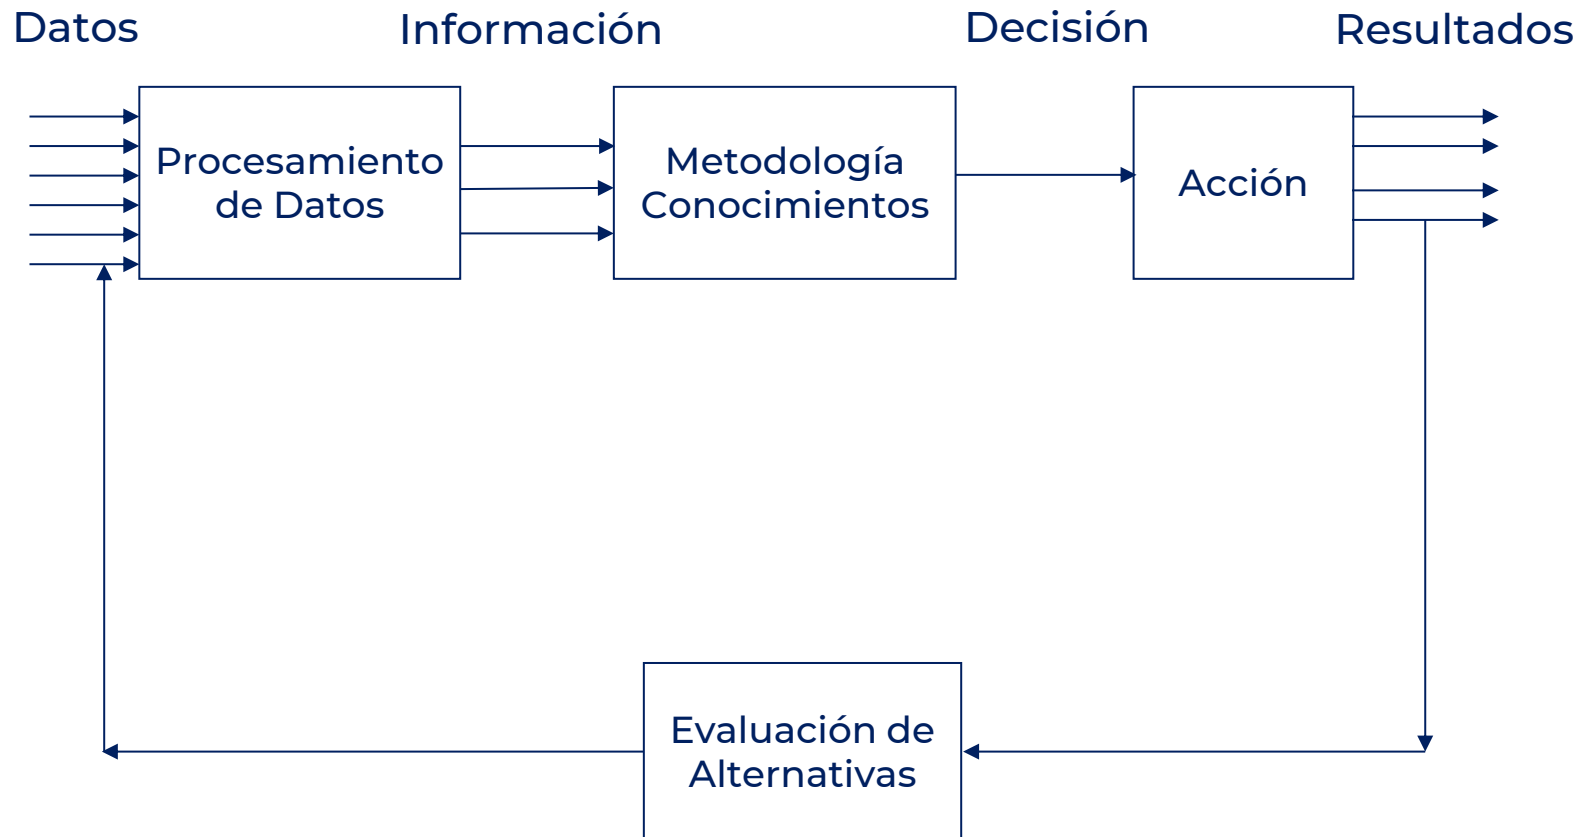 Datos
Información
Decisión
Resultados
Procesamiento
de Datos
Metodología
Conocimientos
Acción
Evaluación de
Alternativas